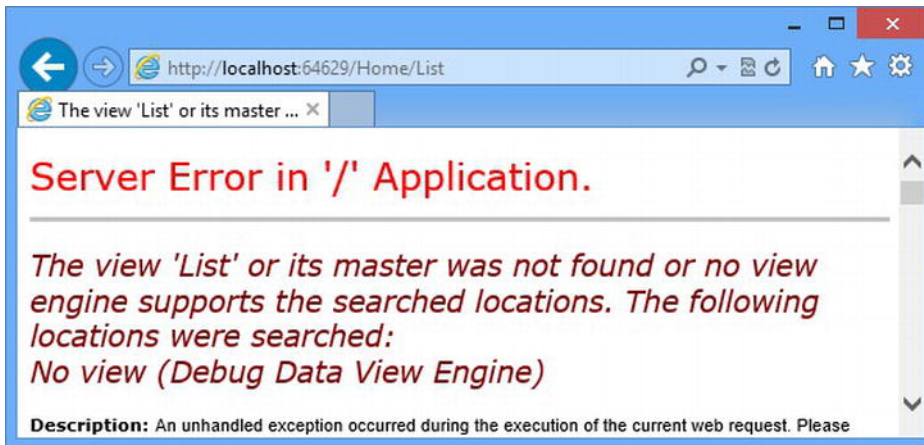 http://localhost:64629/Home/List
The view 'List' or its master ...
Server Error in '/' Application.
The view 'List' or its master was not found or no view
engine supports the searched locations. The following
locations were searched:
No view (Debug Data View Engine)
Description: An unhandled exception occurred during the execution of the current web request. Please